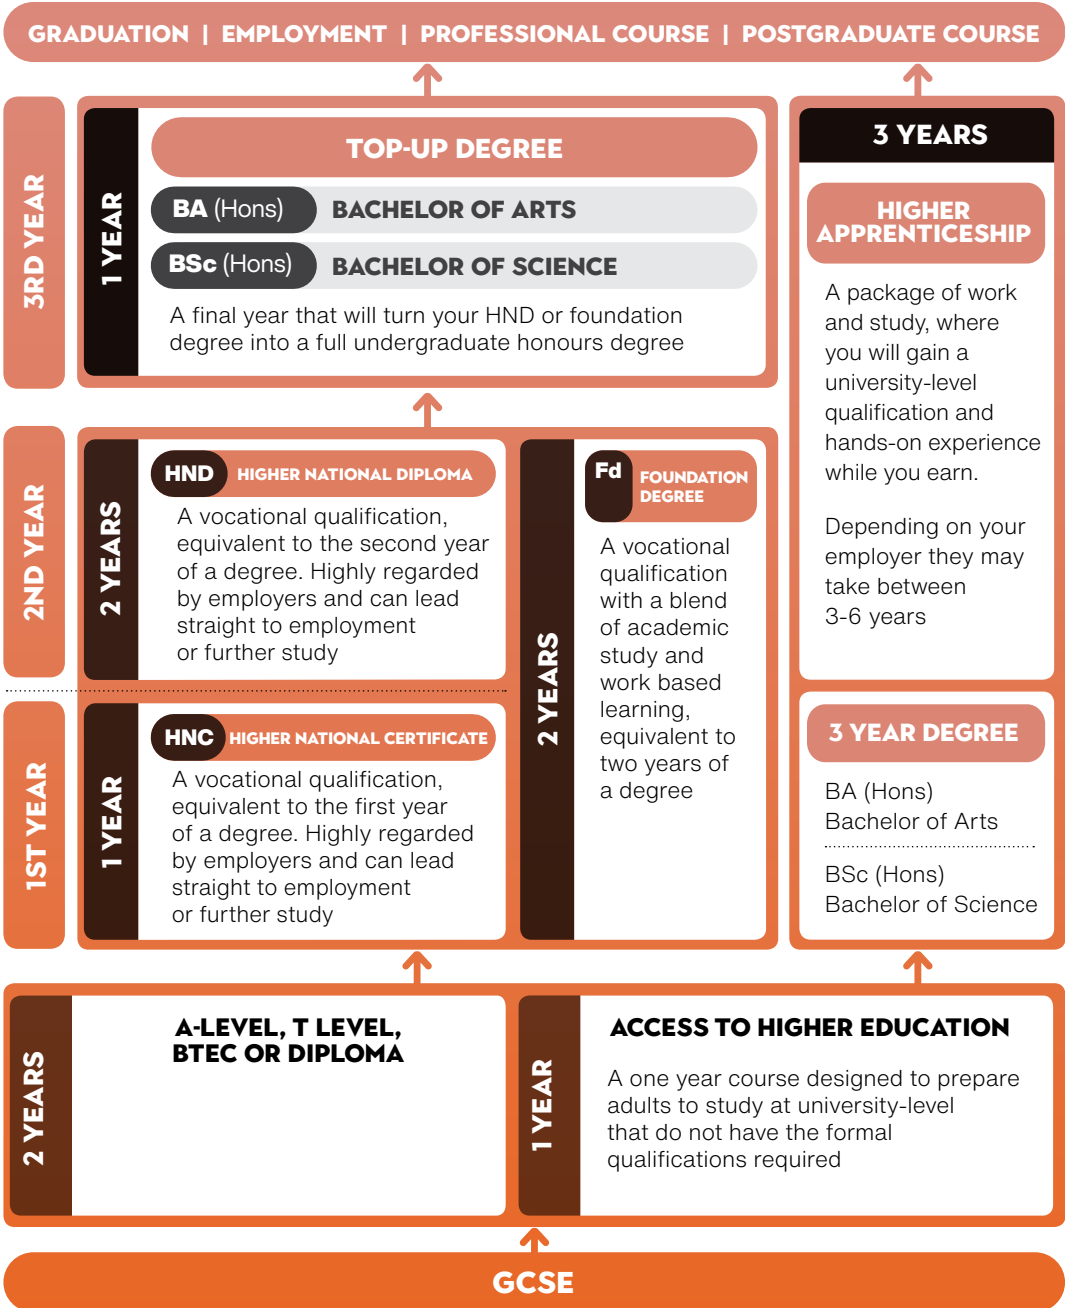 GRADUATION | EMPLOYMENT | PROFESSIONAL COURSE | POSTGRADUATE COURSE
3RD YEAR
1 YEAR
TOP-UP DEGREE
BA (Hons) BACHELOR OF ARTS
BSc (Hons) BACHELOR OF SCIENCE
A final year that will turn your HND or foundation
degree into a full undergraduate honours degree
3 YEARS
HIGHER
APPRENTICESHIP
A package of work
and study, where
you will gain a
university-level
qualification and
hands-on experience
while you earn.
Depending on your
employer they may
take between
3-6 years
2ND YEAR
2 YEARS
HND HIGHER NATIONAL DIPLOMA
A vocational qualification,
equivalent to the second year
of a degree. Highly regarded
by employers and can lead
straight to employment
or further study
2 YEARS
Fd FOUNDATION
DEGREE
A vocational
qualification
with a blend
of academic
study and
work based
learning,
equivalent to
two years of
a degree
1ST YEAR
1 YEAR
HNC HIGHER NATIONAL CERTIFICATE
A vocational qualification,
equivalent to the first year
of a degree. Highly regarded
by employers and can lead
straight to employment
or further study
3 YEAR DEGREE
BA (Hons)
Bachelor of Arts
BSc (Hons)
Bachelor of Science
2 YEARS
A-LEVEL, T LEVEL,
BTEC OR DIPLOMA
1 YEAR
ACCESS TO HIGHER EDUCATION
A one year course designed to prepare
adults to study at university-level
that do not have the formal
qualifications required
GCSE